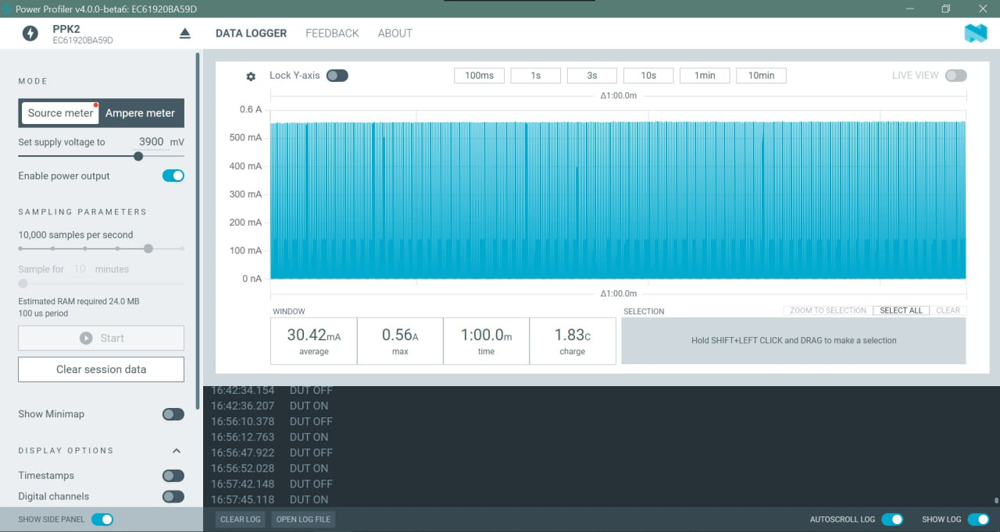 Power Profiler v4.0.0-beta6: EC61920BA59D
PPK2
EC61920BA59D
DATA LOGGER FEEDBACK ABOUT
MODE
Source meter Ampere meter
Set supply voltage to 3900 mV
Enable power output
SAMPLING PARAMETERS
10,000 samples per second
Sample for 10 minutes
Estimated RAM required 24.0 MB
100 us period
Start
Clear session data
Show Minimap
DISPLAY OPTIONS
Timestamps
Digital channels
SHOW SIDE PANEL
Lock Y-axis 100ms 1s 3s 10s 1min 10min LIVE VIEW
Δ1:00.0m
0.6 A
500 mA
400 mA
300 mA
200 mA
100 mA
0 nA
Δ1:00.0m
WINDOW
30.42mA 0.56A 1:00.0m 1.83C
average max time charge
SELECTION ZOOM TO SELECTION SELECT ALL CLEAR
Hold SHIFT+LEFT CLICK and DRAG to make a selection
16:42:34.154 DUT OFF
16:42:36.207 DUT ON
16:56:10.378 DUT OFF
16:56:12.763 DUT ON
16:56:47.922 DUT OFF
16:56:52.028 DUT ON
16:57:42.148 DUT OFF
16:57:45.118 DUT ON
CLEAR LOG OPEN LOG FILE AUTOSCROLL LOG SHOW LOG